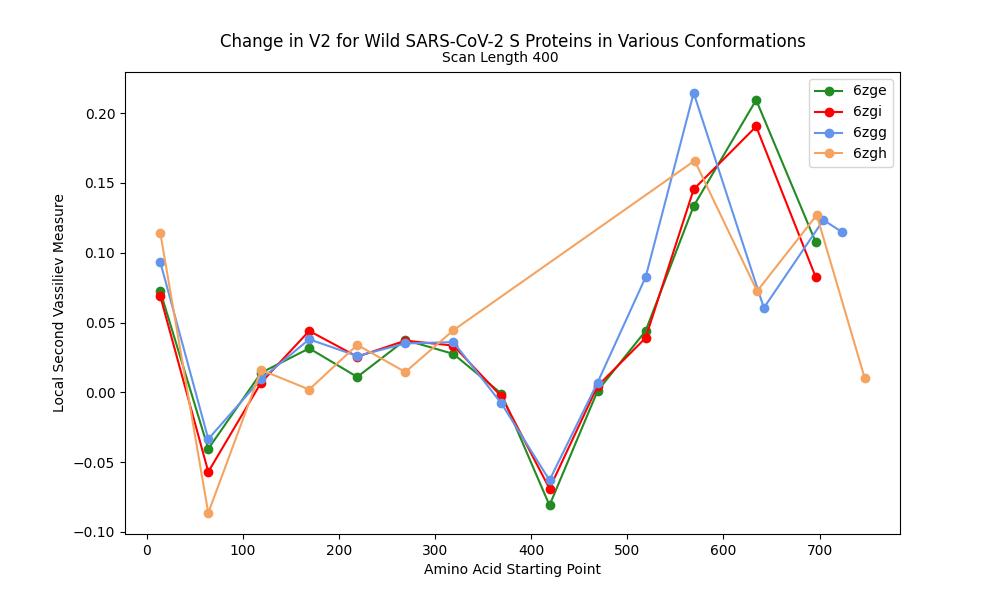 Change in V2 for Wild SARS-CoV-2 S Proteins in Various Conformations
Scan Length 400
6zge
6zgi
6zgg
6zgh
Local Second Vassiliev Measure
0.20
0.15
0.10
0.05
0.00
−0.05
−0.10
0 100 200 300 400 500 600 700
Amino Acid Starting Point